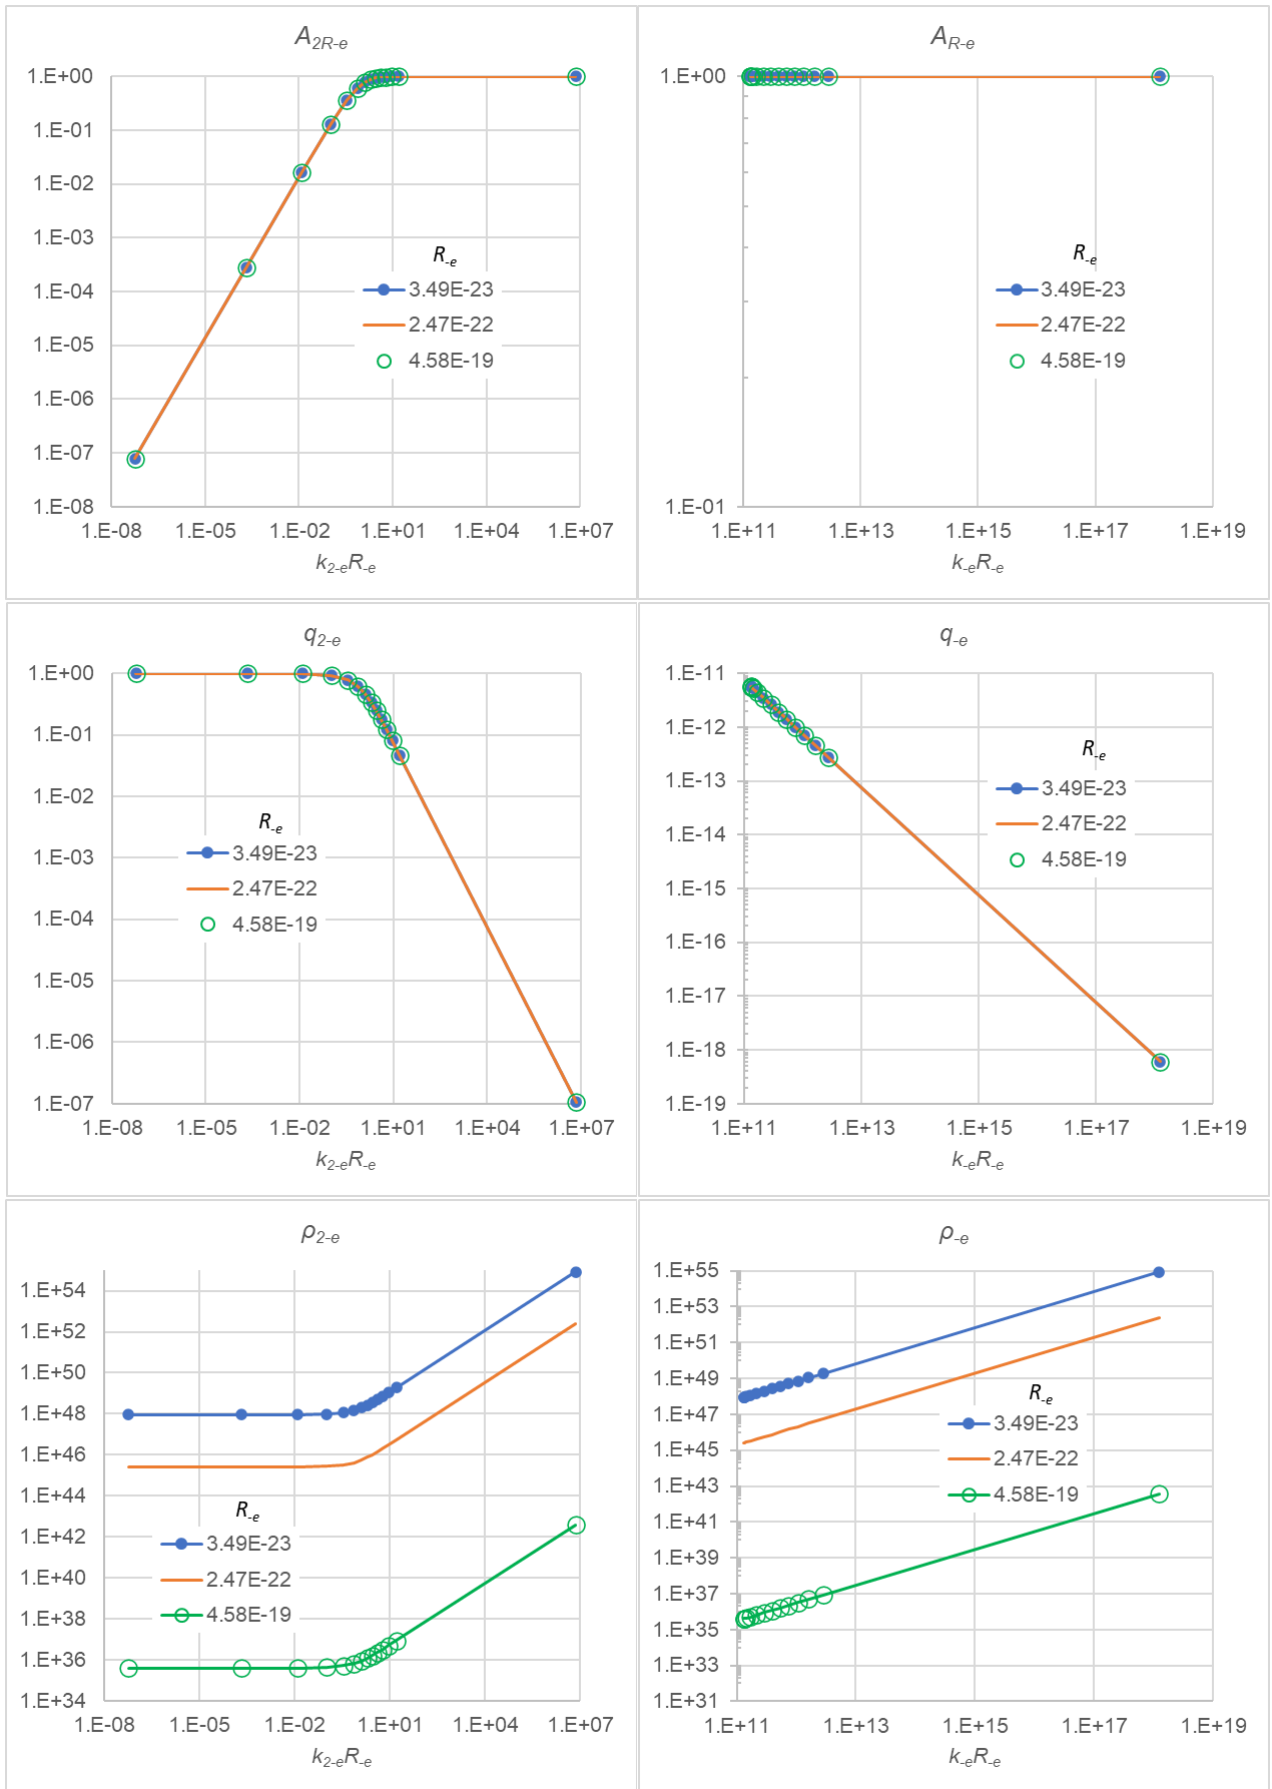 A2R-e
1.E+00
1.E-01
1.E-02
1.E-03
1.E-04
1.E-05
1.E-06
1.E-07
1.E-08
R-e
3.49E-23
2.47E-22
4.58E-19
1.E-08 1.E-05 1.E-02 1.E+01 1.E+04 1.E+07
k2-eR-e
AR-e
1.E+00
1.E-01
R-e
3.49E-23
2.47E-22
4.58E-19
1.E+11 1.E+13 1.E+15 1.E+17 1.E+19
k-eR-e
q2-e
1.E+00
1.E-01
1.E-02
1.E-03
1.E-04
1.E-05
1.E-06
1.E-07
R-e
3.49E-23
2.47E-22
4.58E-19
1.E-08 1.E-05 1.E-02 1.E+01 1.E+04 1.E+07
k2-eR-e
q-e
1.E-11
1.E-12
1.E-13
1.E-14
1.E-15
1.E-16
1.E-17
1.E-18
1.E-19
R-e
3.49E-23
2.47E-22
4.58E-19
1.E+11 1.E+13 1.E+15 1.E+17 1.E+19
k-eR-e
ρ2-e
1.E+54
1.E+52
1.E+50
1.E+48
1.E+46
1.E+44
1.E+42
1.E+40
1.E+38
1.E+36
1.E+34
R-e
3.49E-23
2.47E-22
4.58E-19
1.E-08 1.E-05 1.E-02 1.E+01 1.E+04 1.E+07
k2-eR-e
ρ-e
1.E+55
1.E+53
1.E+51
1.E+49
1.E+47
1.E+45
1.E+43
1.E+41
1.E+39
1.E+37
1.E+35
1.E+33
1.E+31
R-e
3.49E-23
2.47E-22
4.58E-19
1.E+11 1.E+13 1.E+15 1.E+17 1.E+19
k-eR-e